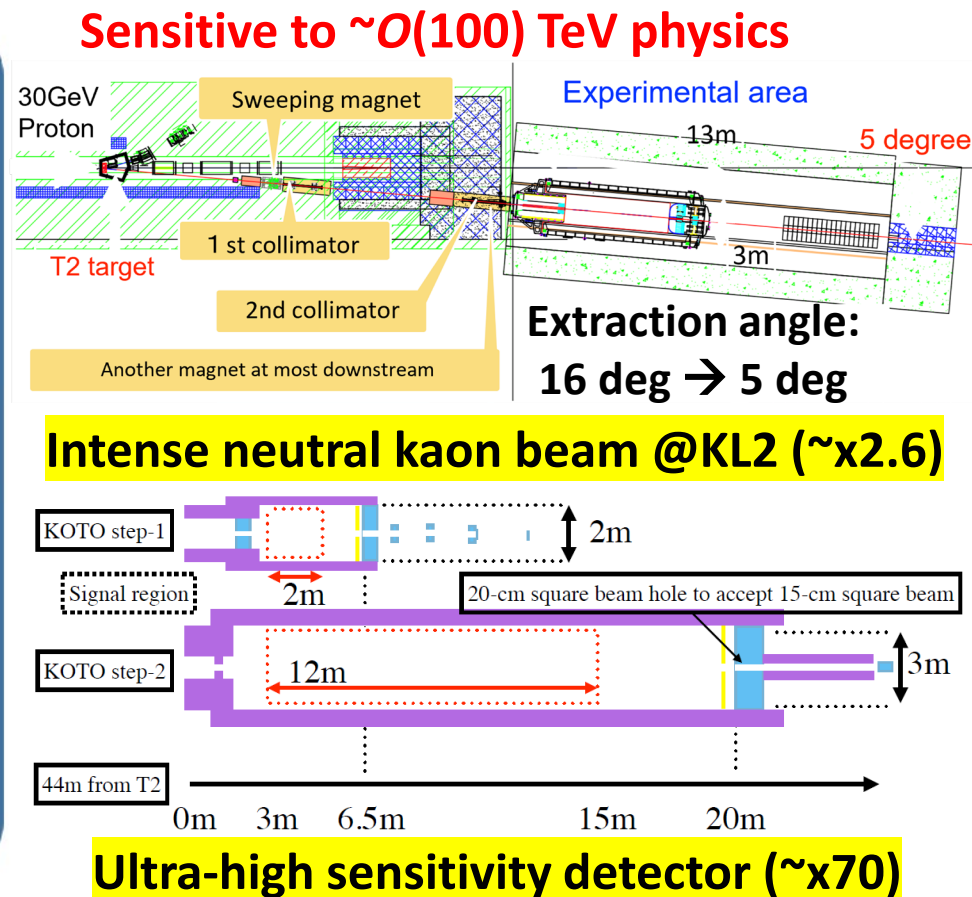 Sensitive to ~O(100) TeV physics
30GeV
Proton
Sweeping magnet
Experimental area
13m
5 degree
1 st collimator
T2 target
3m
2nd collimator
Extraction angle:
Another magnet at most downstream
16 deg → 5 deg
Intense neutral kaon beam @KL2 (~x2.6)
KOTO step-1
2m
Signal region
2m
20-cm square beam hole to accept 15-cm square beam
KOTO step-2
12m
3m
44m from T2
0m 3m 6.5m 15m 20m
Ultra-high sensitivity detector (~x70)